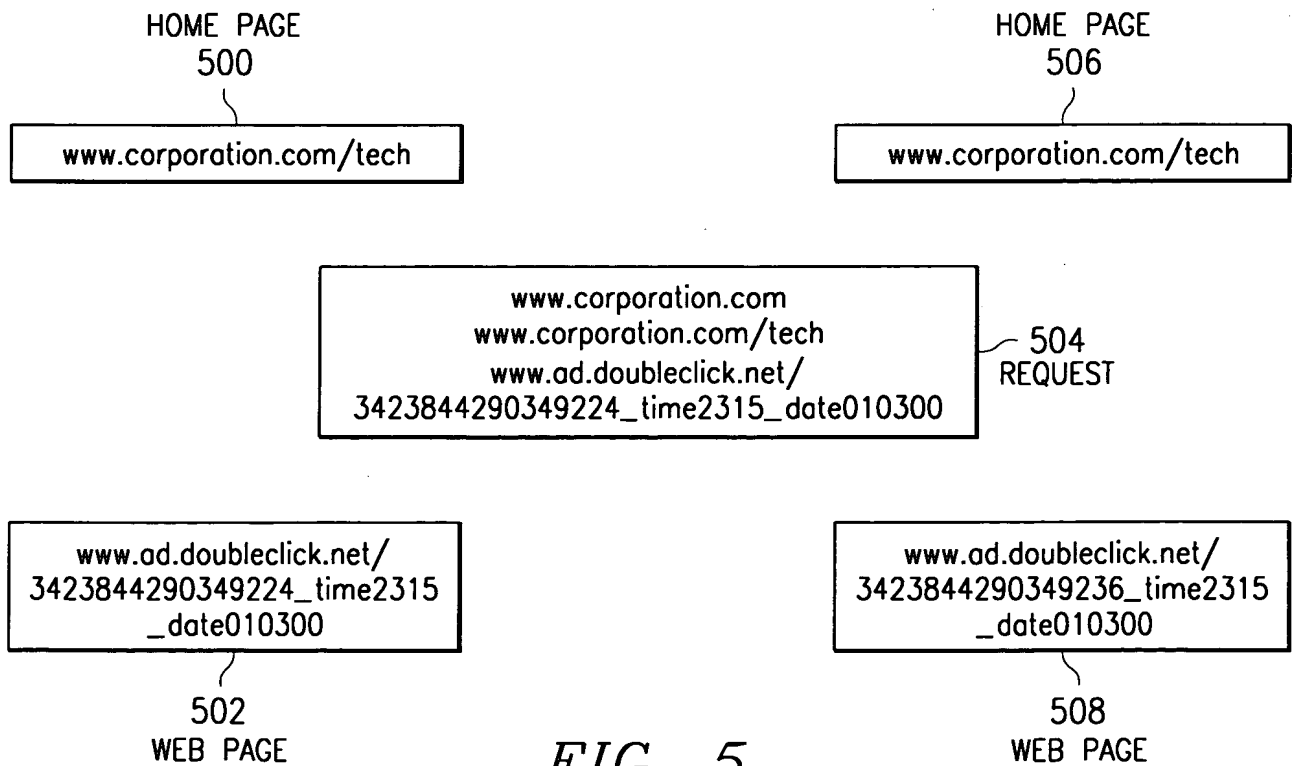 HOME PAGE
500
www.corporation.com/tech
HOME PAGE
506
www.corporation.com/tech
www.corporation.com
www.corporation.com/tech
www.ad.doubleclick.net/
3423844290349224_time2315_date010300
504
REQUEST
www.ad.doubleclick.net/
3423844290349224_time2315
_date010300
502
WEB PAGE
www.ad.doubleclick.net/
3423844290349236_time2315
_date010300
508
WEB PAGE
FIG. 5